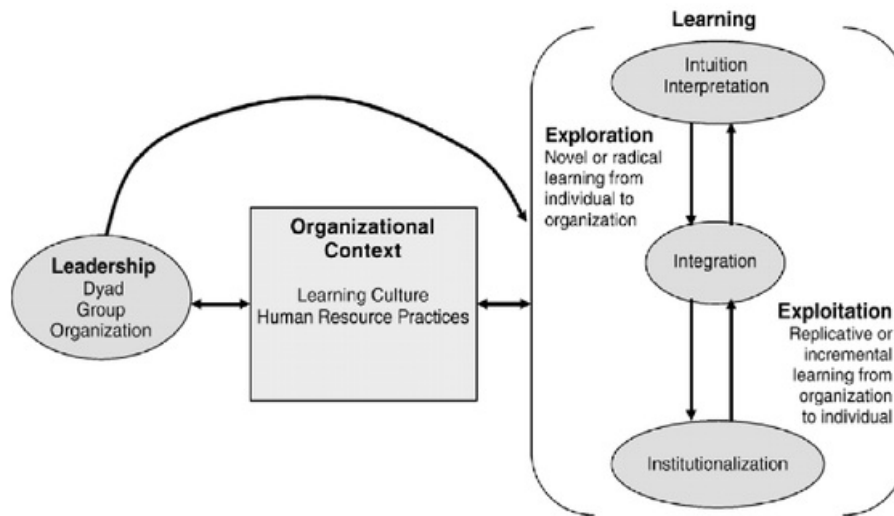 Learning
Intuition
Interpretation
Exploration
Novel or radical
learning from
individual to
organization
Organizational
Context
Learning Culture
Human Resource Practices
Leadership
Dyad
Group
Organization
Integration
Exploitation
Replicative or
incremental
learning from
organization
to individual
Institutionalization